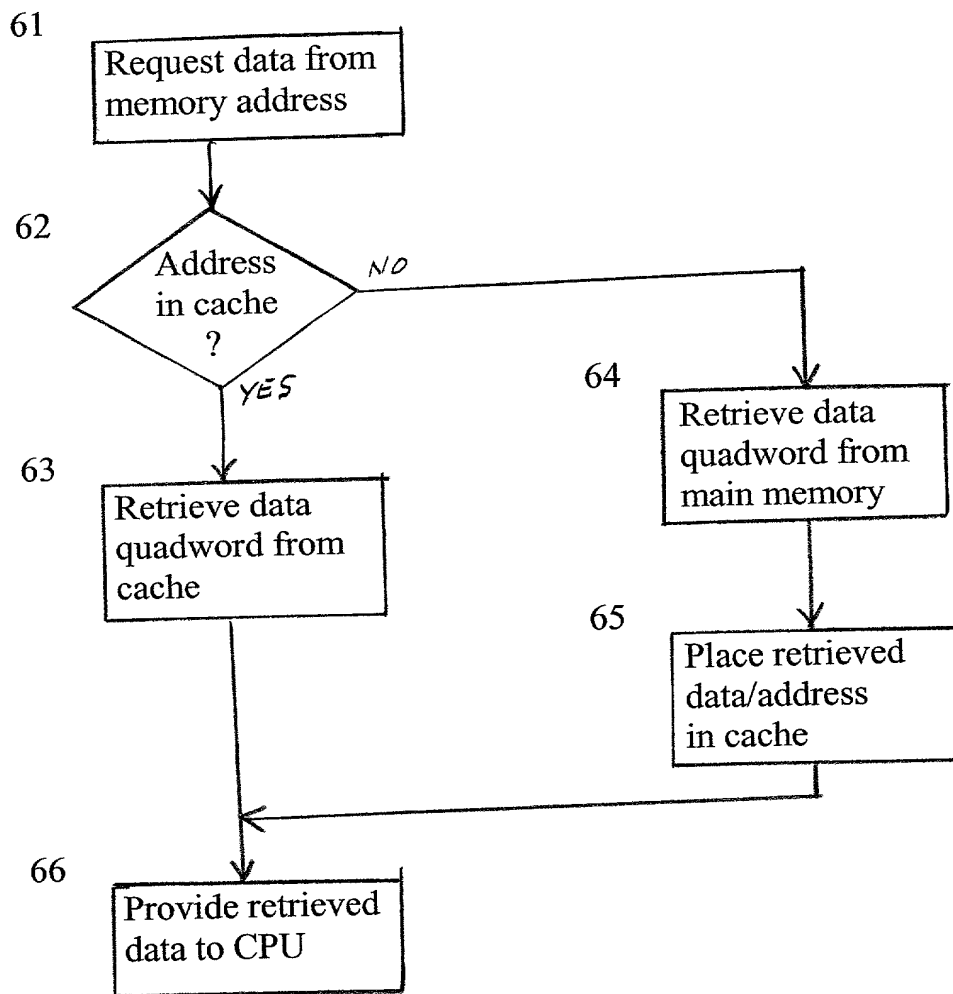 61
Request data from
memory address
62
Address
in cache
?
NO
YES
63
Retrieve data
quadword from
cache
64
Retrieve data
quadword from
main memory
65
Place retrieved
data/address
in cache
66
Provide retrieved
data to CPU